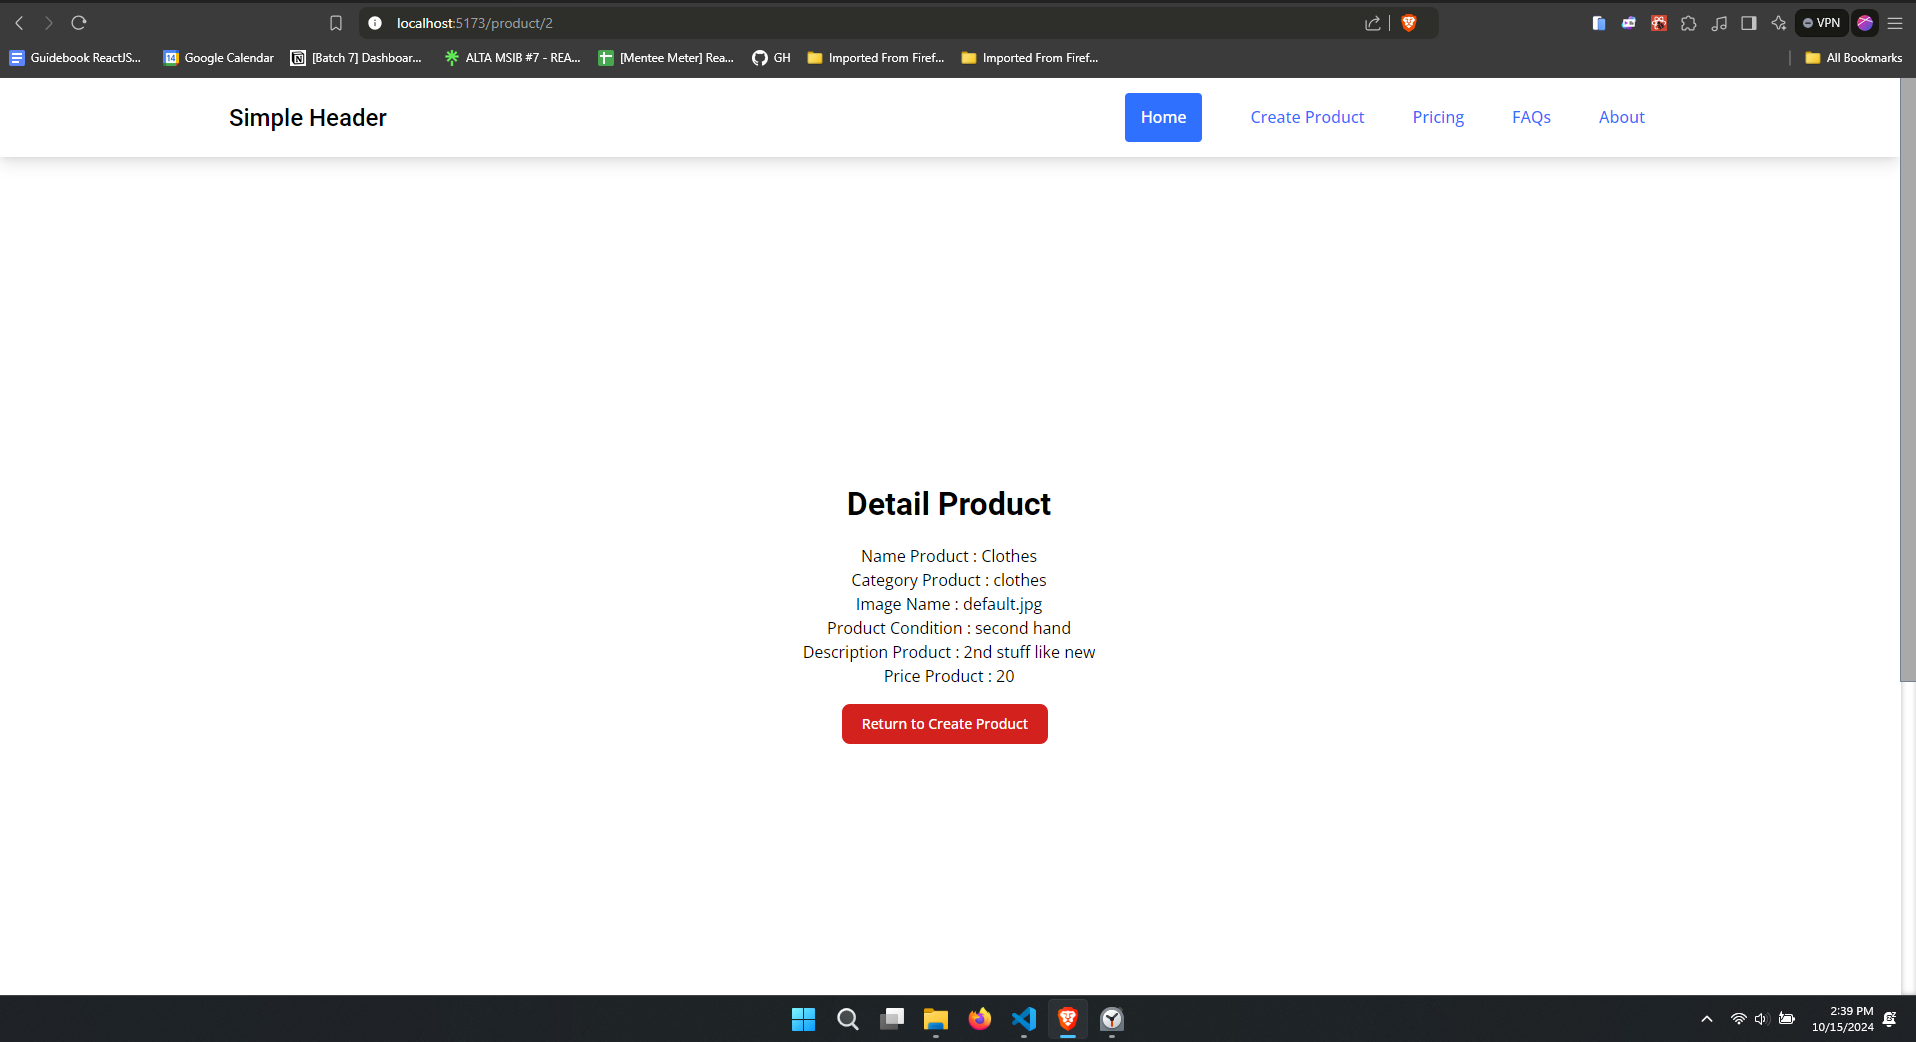 localhost:5173/product/2
VPN
Guidebook ReactJS...
14 Google Calendar
[Batch 7] Dashboar...
ALTA MSIB #7 - REA...
[Mentee Meter] Rea...
GH
Imported From Firef...
Imported From Firef...
All Bookmarks
Simple Header
Home
Create Product
Pricing
FAQs
About
Detail Product
Name Product : Clothes
Category Product : clothes
Image Name : default.jpg
Product Condition : second hand
Description Product : 2nd stuff like new
Price Product : 20
Return to Create Product
2:39 PM
10/15/2024